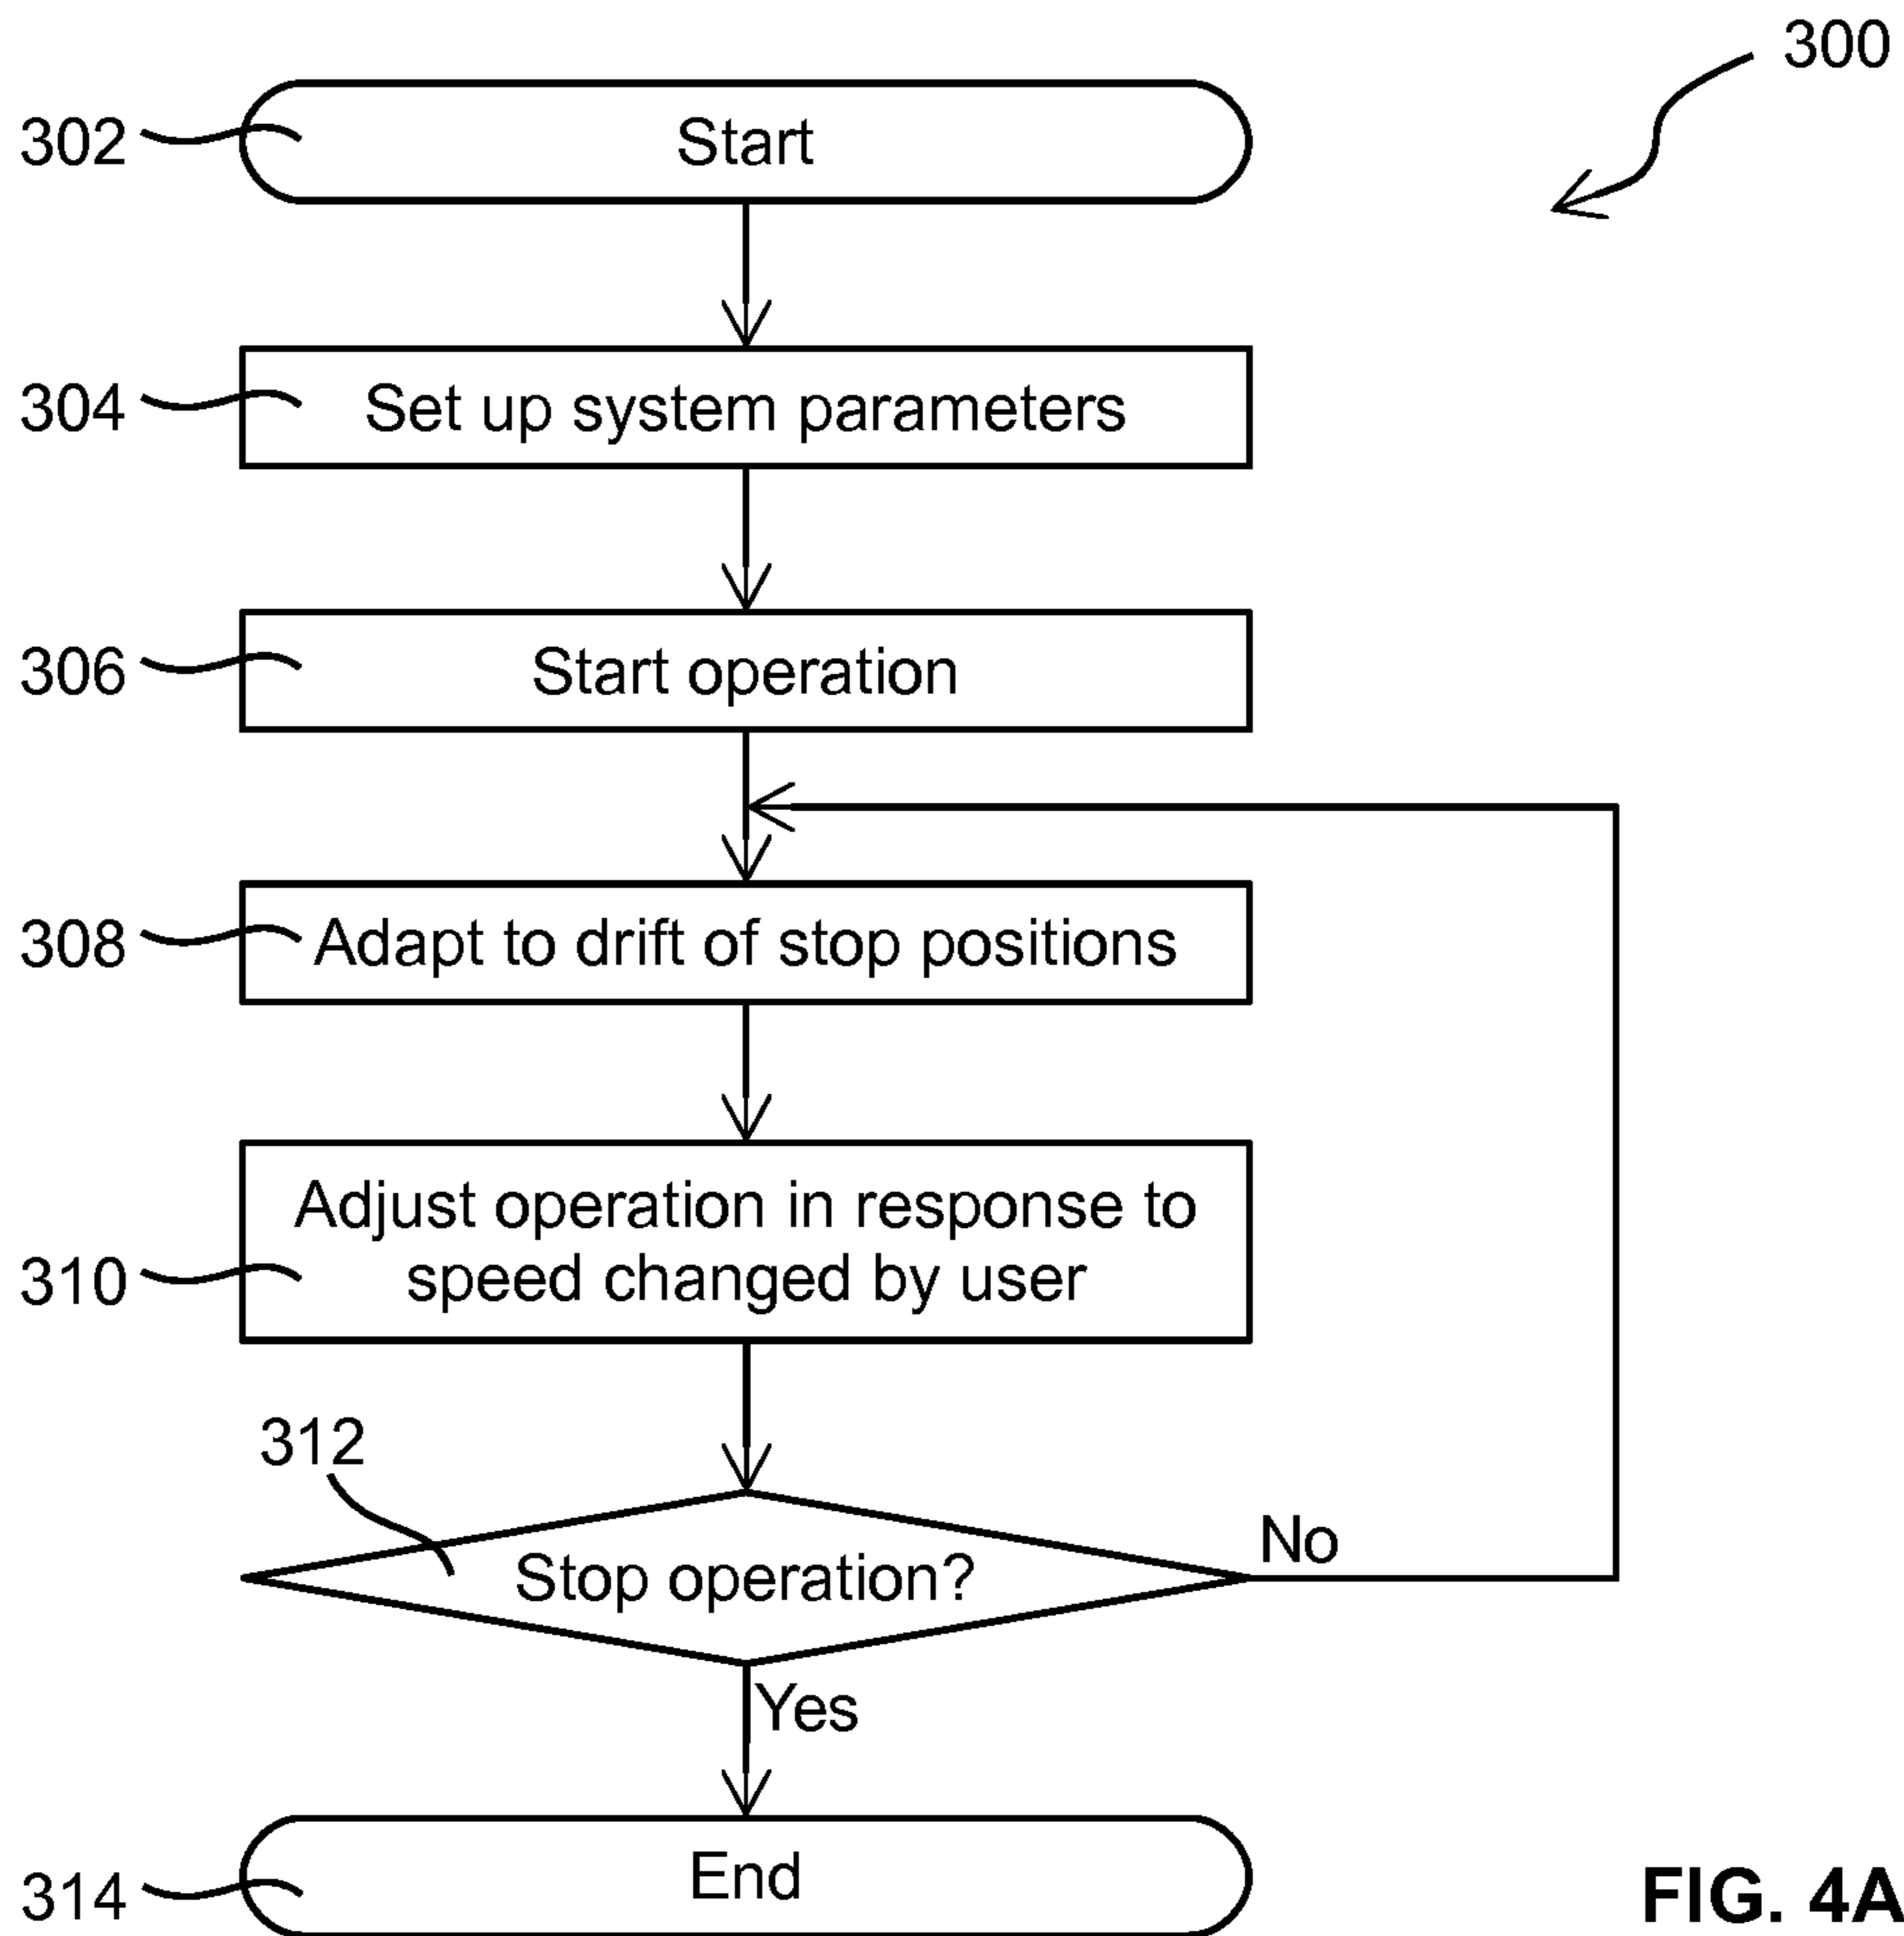 300
302
Start
304
Set up system parameters
306
Start operation
308
Adapt to drift of stop positions
310
Adjust operation in response to
speed changed by user
312
Stop operation?
No
Yes
314
End
FIG. 4A